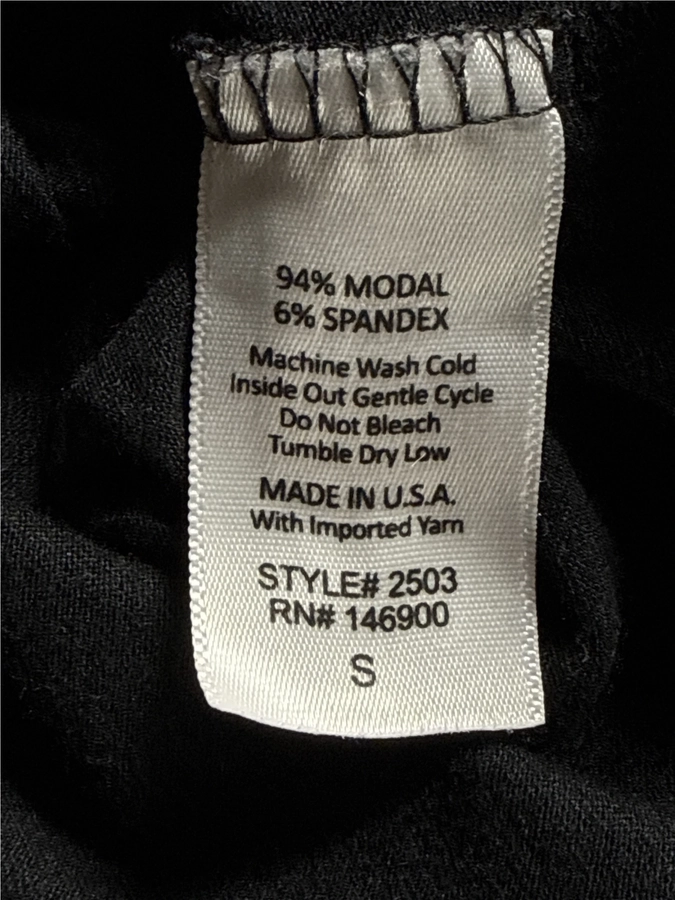 94% MODAL
6% SPANDEX
Machine Wash Cold
Inside Out Gentle Cycle
Do Not Bleach
Tumble Dry Low
MADE IN U.S.A.
With Imported Yarn
STYLE# 2503
RN# 146900
S